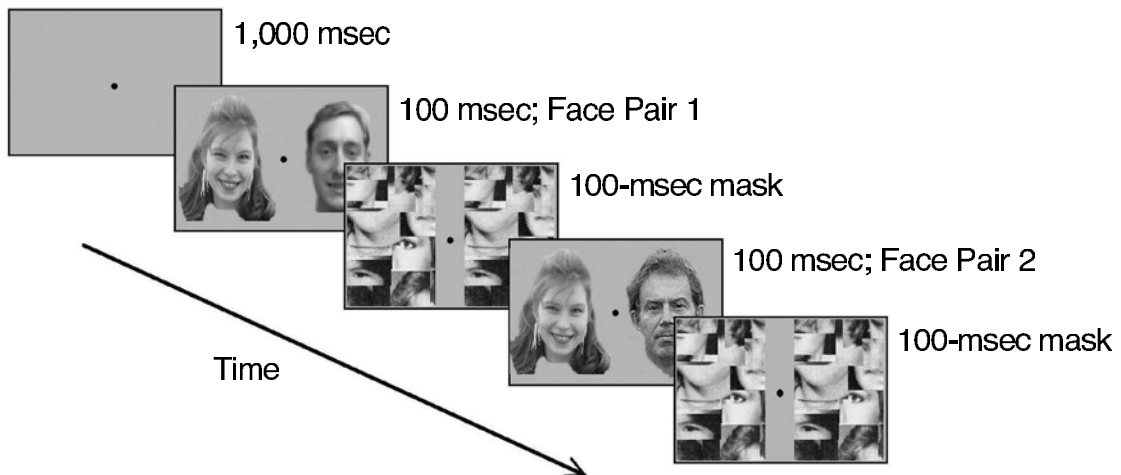 1,000 msec
100 msec; Face Pair 1
100-msec mask
100 msec; Face Pair 2
100-msec mask
Time